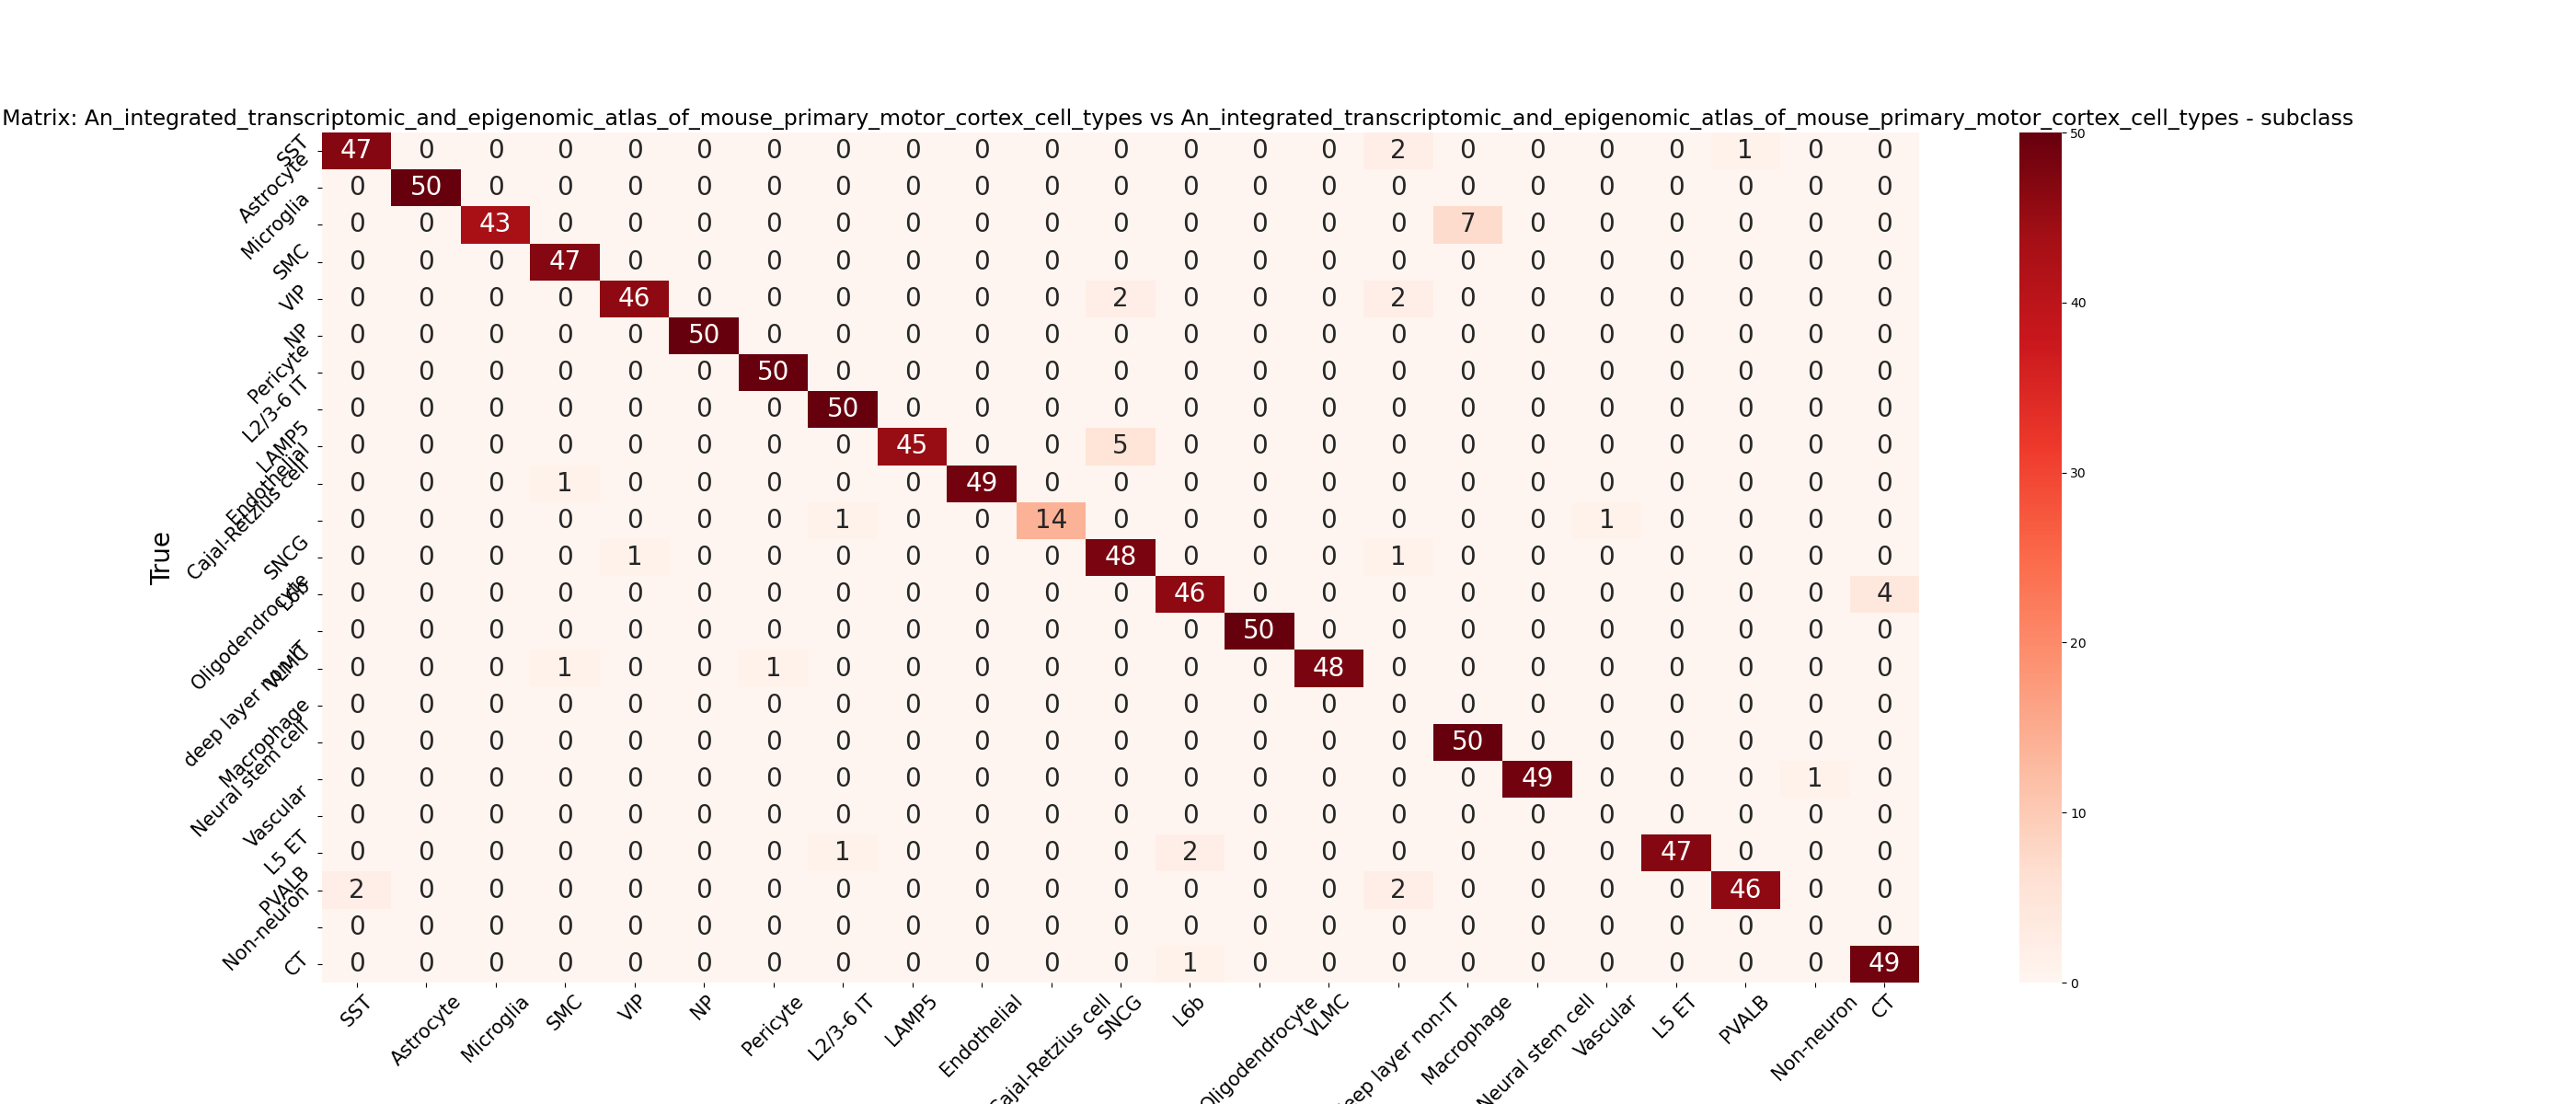 Matrix: An_integrated_transcriptomic_and_epigenomic_atlas_of_mouse_primary_motor_cortex_cell_types vs An_integrated_transcriptomic_and_epigenomic_atlas_of_mouse_primary_motor_cortex_cell_types - subclass
SST 47 0 0 0 0 0 0 0 0 0 0 0 0 0 0 2 0 0 0 0 1 0 0
Astrocyte 0 50 0 0 0 0 0 0 0 0 0 0 0 0 0 0 0 0 0 0 0 0 0
Microglia 0 0 43 0 0 0 0 0 0 0 0 0 0 0 0 0 7 0 0 0 0 0 0
SMC 0 0 0 47 0 0 0 0 0 0 0 0 0 0 0 0 0 0 0 0 0 0 0
VIP 0 0 0 0 46 0 0 0 0 0 0 2 0 0 0 2 0 0 0 0 0 0 0
NP 0 0 0 0 0 50 0 0 0 0 0 0 0 0 0 0 0 0 0 0 0 0 0
Pericyte 0 0 0 0 0 0 50 0 0 0 0 0 0 0 0 0 0 0 0 0 0 0 0
L2/3-6 IT 0 0 0 0 0 0 0 50 0 0 0 0 0 0 0 0 0 0 0 0 0 0 0
LAMP5 0 0 0 0 0 0 0 0 45 0 0 5 0 0 0 0 0 0 0 0 0 0 0
Endothelial 0 0 0 1 0 0 0 0 0 49 0 0 0 0 0 0 0 0 0 0 0 0 0
Cajal-Retzius cell 0 0 0 0 0 0 0 1 0 0 14 0 0 0 0 0 0 0 1 0 0 0 0
SNCG 0 0 0 0 1 0 0 0 0 0 0 48 0 0 0 1 0 0 0 0 0 0 0
L6b 0 0 0 0 0 0 0 0 0 0 0 0 46 0 0 0 0 0 0 0 0 0 4
Oligodendrocyte 0 0 0 0 0 0 0 0 0 0 0 0 0 50 0 0 0 0 0 0 0 0 0
VLMC 0 0 0 1 0 0 1 0 0 0 0 0 0 0 48 0 0 0 0 0 0 0 0
deep layer non-IT 0 0 0 0 0 0 0 0 0 0 0 0 0 0 0 0 0 0 0 0 0 0 0
Macrophage 0 0 0 0 0 0 0 0 0 0 0 0 0 0 0 0 50 0 0 0 0 0 0
Neural stem cell 0 0 0 0 0 0 0 0 0 0 0 0 0 0 0 0 0 49 0 0 0 1 0
Vascular 0 0 0 0 0 0 0 0 0 0 0 0 0 0 0 0 0 0 0 0 0 0 0
L5 ET 0 0 0 0 0 0 0 1 0 0 0 0 2 0 0 0 0 0 0 47 0 0 0
PVALB 2 0 0 0 0 0 0 0 0 0 0 0 0 0 0 2 0 0 0 0 46 0 0
Non-neuron 0 0 0 0 0 0 0 0 0 0 0 0 0 0 0 0 0 0 0 0 0 0 0
CT 0 0 0 0 0 0 0 0 0 0 0 0 1 0 0 0 0 0 0 0 0 0 49
True
SST Astrocyte Microglia SMC VIP NP Pericyte L2/3-6 IT LAMP5 Endothelial Cajal-Retzius cell SNCG L6b Oligodendrocyte VLMC eep layer non-IT Macrophage Neural stem cell Vascular L5 ET PVALB Non-neuron CT
50
40
30
20
10
0